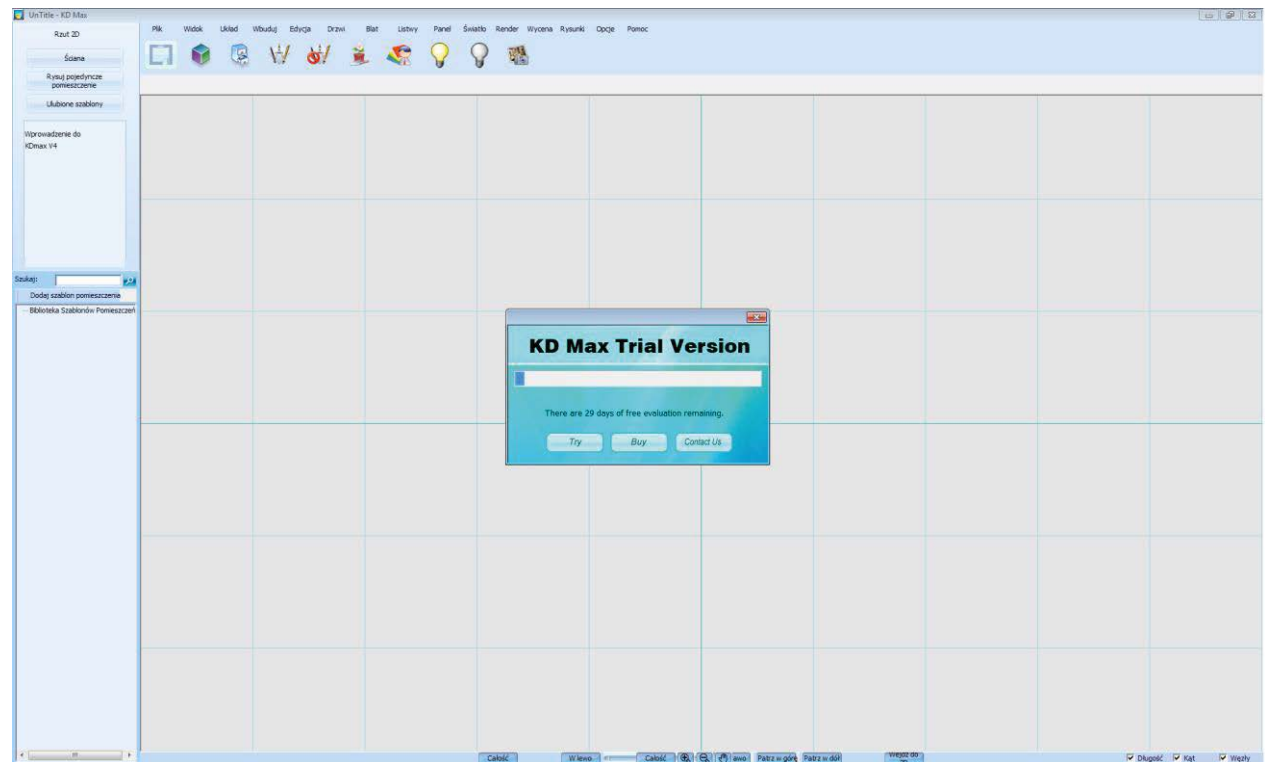 UnTitle - KD Max
Rzut 2D
Ściana
Rysuj pojedyncze
pomieszczenie
Ulubione szablony
Wprowadzenie do
KDmax V4
Szukaj:
Dodaj szablon pomieszczenia
Biblioteka Szablonów Pomieszczeń
Plik Widok Układ Wbuduj Edycja Drzwi Blat Listwy Panel Światło Render Wycena Rysunki Opcje Pomoc
KD Max Trial Version
There are 29 days of free evaluation remaining.
Try Buy Contact Us
Całość W lewo Całość awo Patrz w górę Patrz w dół Wejdź do
Długość Kąt Węzły